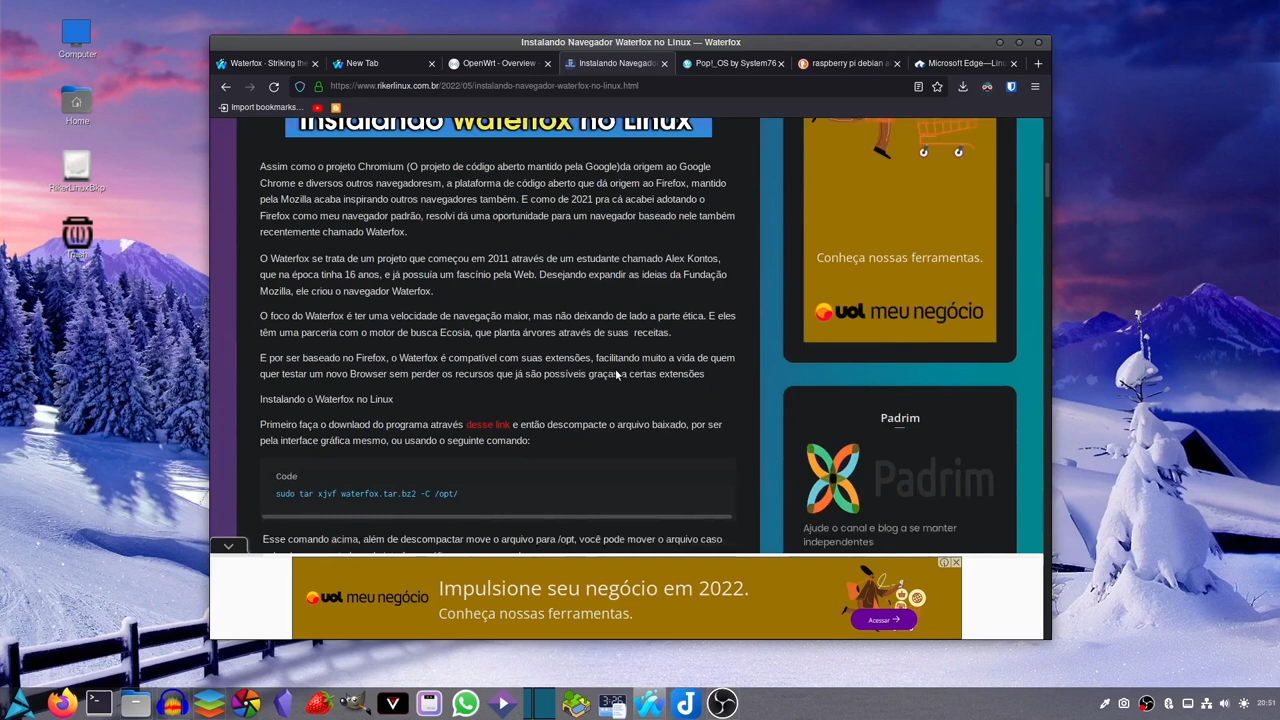 Computer
Home
RikerLinuxBkp
Trash
Instalando Navegador Waterfox no Linux — Waterfox
Waterfox - Striking the
New Tab
OpenWrt - Overview -
Instalando Navegado
Pop!_OS by System76
raspberry pi debian a
Microsoft Edge—Linu
https://www.rikerlinux.com.br/2022/05/instalando-navegador-waterfox-no-linux.html
Import bookmarks...
Instalando Waterfox no Linux
Assim como o projeto Chromium (O projeto de código aberto mantido pela Google)da origem ao Google
Chrome e diversos outros navegadoresm, a plataforma de código aberto que dá origem ao Firefox, mantido
pela Mozilla acaba inspirando outros navegadores também. E como de 2021 pra cá acabei adotando o
Firefox como meu navegador padrão, resolvi dá uma oportunidade para um navegador baseado nele também
recentemente chamado Waterfox.
O Waterfox se trata de um projeto que começou em 2011 através de um estudante chamado Alex Kontos,
que na época tinha 16 anos, e já possuía um fascínio pela Web. Desejando expandir as ideias da Fundação
Mozilla, ele criou o navegador Waterfox.
O foco do Waterfox é ter uma velocidade de navegação maior, mas não deixando de lado a parte ética. E eles
têm uma parceria com o motor de busca Ecosia, que planta árvores através de suas receitas.
E por ser baseado no Firefox, o Waterfox é compatível com suas extensões, facilitando muito a vida de quem
quer testar um novo Browser sem perder os recursos que já são possíveis graças a certas extensões
Instalando o Waterfox no Linux
Primeiro faça o downlaod do programa através desse link e então descompacte o arquivo baixado, por ser
pela interface gráfica mesmo, ou usando o seguinte comando:
Code
sudo tar xjvf waterfox.tar.bz2 -C /opt/
Esse comando acima, além de descompactar move o arquivo para /opt, você pode mover o arquivo caso
Conheça nossas ferramentas.
uol meu negócio
Padrim
Padrim
Ajude o canal e blog a se manter
independentes
uol meu negócio
Impulsione seu negócio em 2022.
Conheça nossas ferramentas.
Acessar
3:25
20:51